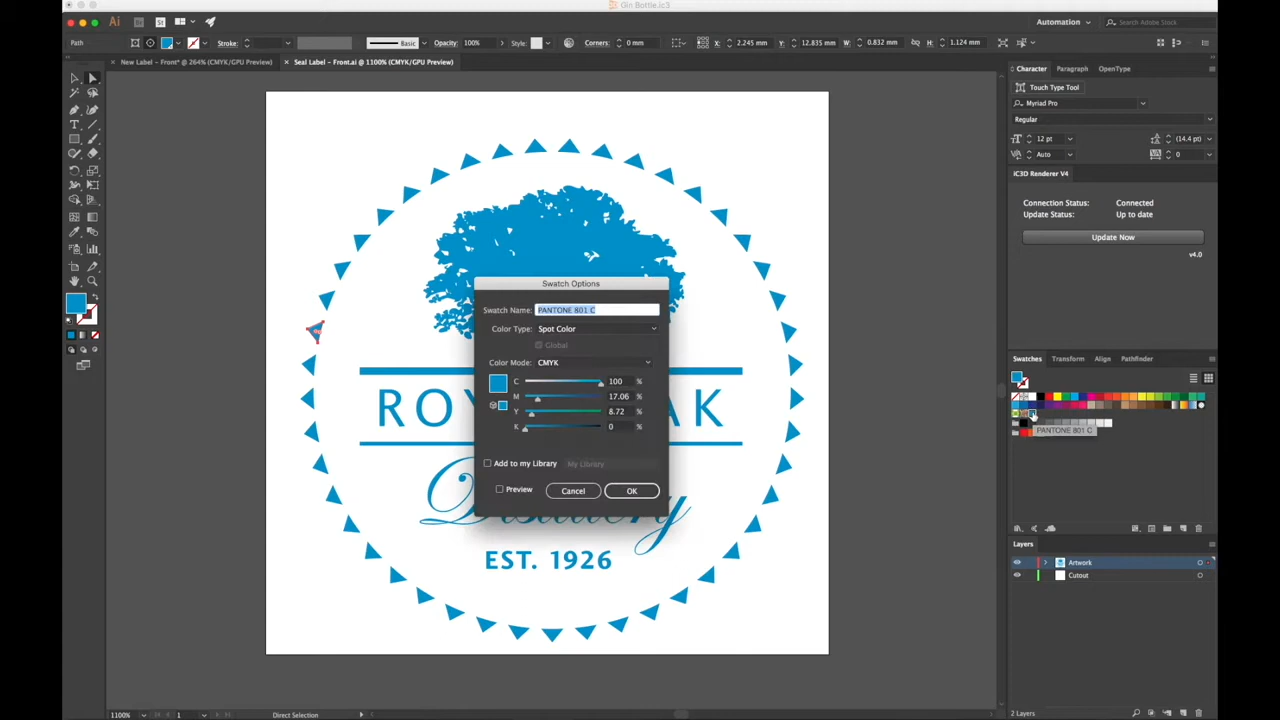 Gin Bottle.ic3
Ai
Br
St
Automation
Search Adobe Stock
Path
Stroke:
Basic
Opacity:
100%
Style:
Corners:
0 mm
X:
2.245 mm
Y:
12.835 mm
W:
0.832 mm
H:
1.124 mm
× New Label - Front* @ 264% (CMYK/GPU Preview)
× Seal Label - Front.ai @ 1100% (CMYK/GPU Preview)
Character
Paragraph
OpenType
Touch Type Tool
Myriad Pro
Regular
12 pt
(14.4 pt)
Auto
0
iC3D Renderer V4
Connection Status:
Connected
Update Status:
Up to date
Update Now
v4.0
Swatch Options
Swatch Name:
PANTONE 801 C
Color Type:
Spot Color
Global
Color Mode:
CMYK
C
100
%
M
17.06
%
Y
8.72
%
K
0
%
Add to my Library
My Library
Preview
Cancel
OK
EST. 1926
Swatches
Transform
Align
Pathfinder
PANTONE 801 C
Layers
Artwork
Cutout
2 Layers
1100%
1
Direct Selection